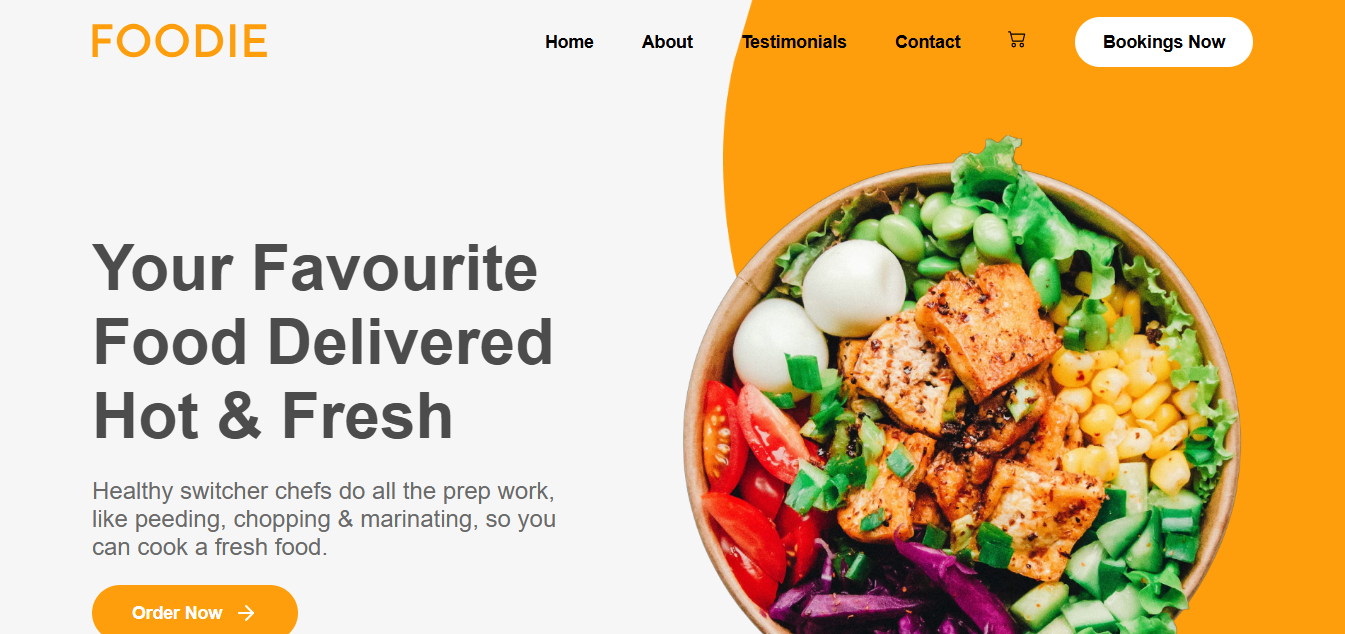 FOODIE
Home About Testimonials Contact Bookings Now
Your Favourite
Food Delivered
Hot & Fresh
Healthy switcher chefs do all the prep work,
like peeding, chopping & marinating, so you
can cook a fresh food.
Order Now